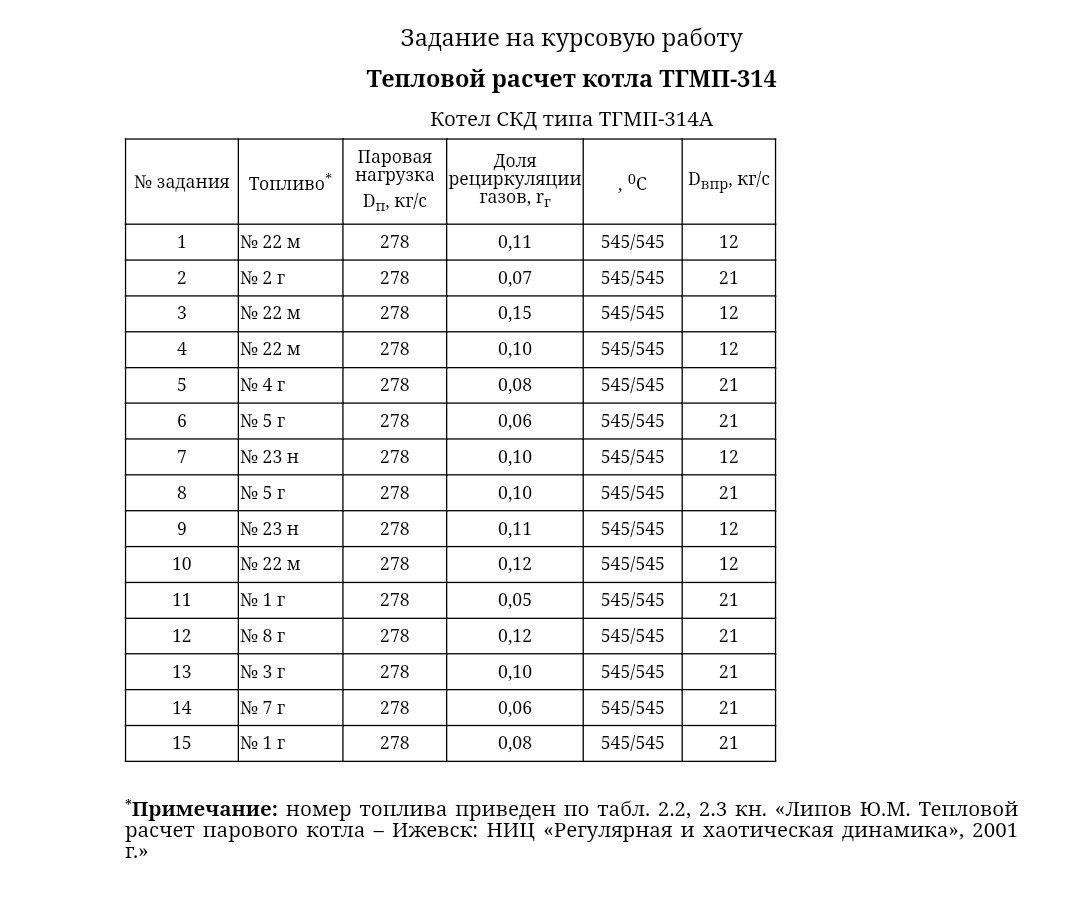 Задание на курсовую работу
Тепловой расчет котла ТГМП-314
Котел СКД типа ТГМП-314А
№ задания Топливо* Паровая нагрузка Dп, кг/с Доля рециркуляции газов, rг , ⁰С Dвпр, кг/с
1 № 22 м 278 0,11 545/545 12
2 № 2 г 278 0,07 545/545 21
3 № 22 м 278 0,15 545/545 12
4 № 22 м 278 0,10 545/545 12
5 № 4 г 278 0,08 545/545 21
6 № 5 г 278 0,06 545/545 21
7 № 23 н 278 0,10 545/545 12
8 № 5 г 278 0,10 545/545 21
9 № 23 н 278 0,11 545/545 12
10 № 22 м 278 0,12 545/545 12
11 № 1 г 278 0,05 545/545 21
12 № 8 г 278 0,12 545/545 21
13 № 3 г 278 0,10 545/545 21
14 № 7 г 278 0,06 545/545 21
15 № 1 г 278 0,08 545/545 21
*Примечание: номер топлива приведен по табл. 2.2, 2.3 кн. «Липов Ю.М. Тепловой
расчет парового котла – Ижевск: НИЦ «Регулярная и хаотическая динамика», 2001
г.»